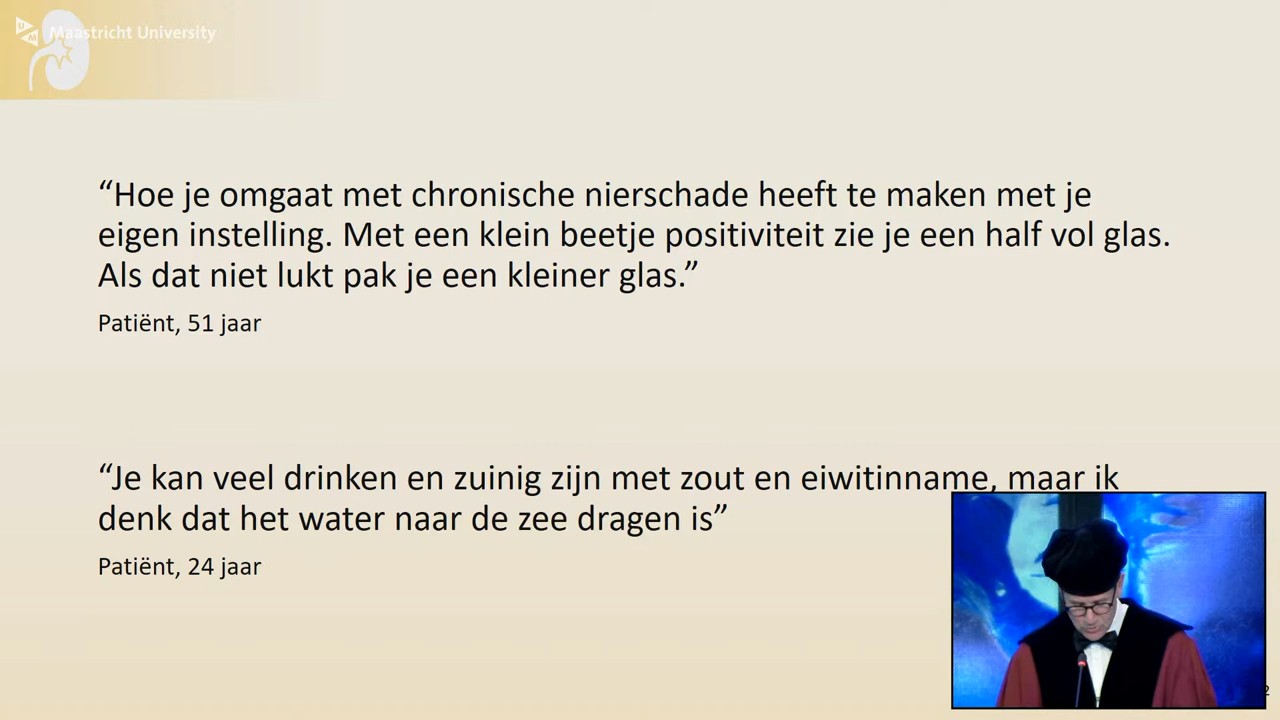 UM
Maastricht University
“Hoe je omgaat met chronische nierschade heeft te maken met je
eigen instelling. Met een klein beetje positiviteit zie je een half vol glas.
Als dat niet lukt pak je een kleiner glas.”
Patiënt, 51 jaar
“Je kan veel drinken en zuinig zijn met zout en eiwitinname, maar ik
denk dat het water naar de zee dragen is”
Patiënt, 24 jaar
2